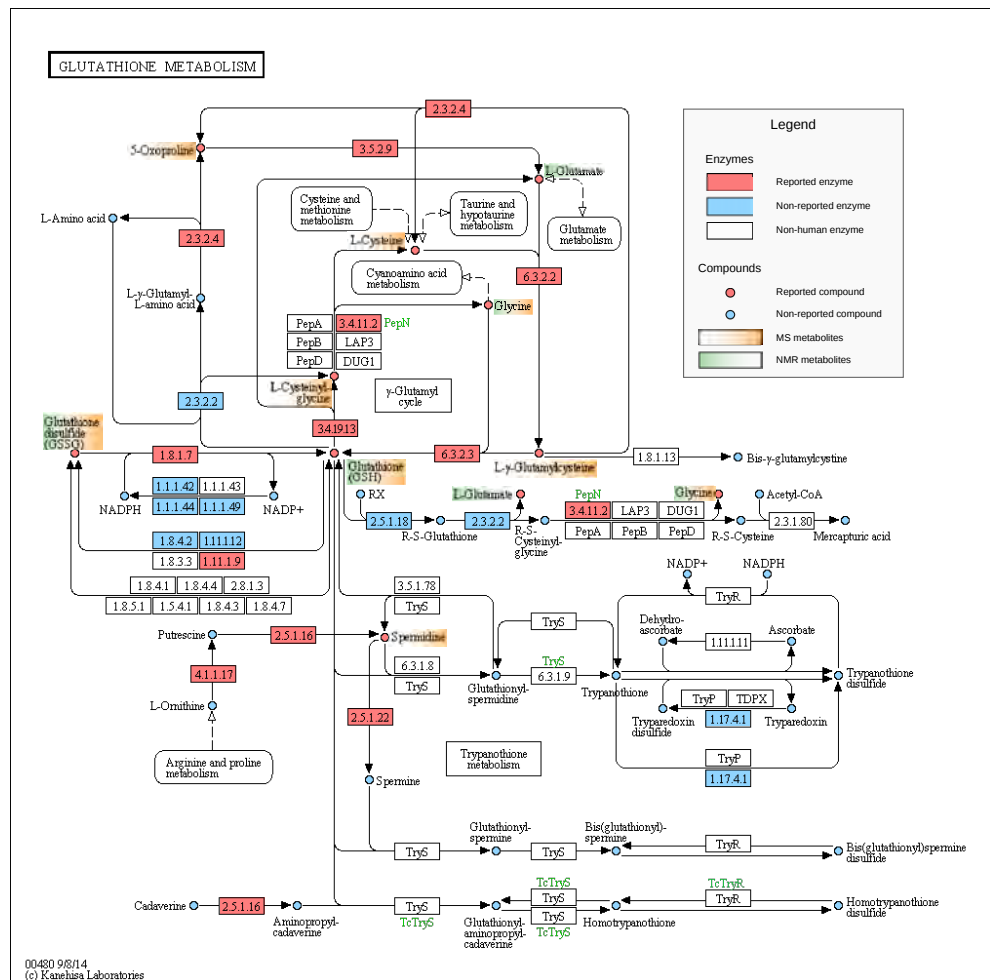 GLUTATHIONE METABOLISM
2.3.2.4
5-Oxoproline
3.5.2.9
L-Glutamate
Legend
Enzymes
Reported enzyme
Non-reported enzyme
Non-human enzyme
Compounds
Reported compound
Non-reported compound
MS metabolites
NMR metabolites
Cysteine and
methionine
metabolism
Taurine and
hypotaurine
metabolism
Glutamate
metabolism
L-Amino acid
2.3.2.4
L-Cysteine
Cyanoamino acid
metabolism
6.3.2.2
L-γ-Glutamyl-
L-amino acid
Glycine
PepA
3.4.11.2
PepN
PepB
LAP3
PepD
DUG1
L-Cysteinyl-
glycine
γ-Glutamyl
cycle
2.3.2.2
3.4.19.13
Glutathione
disulfide
(GSSG)
1.8.1.7
6.3.2.3
L-γ-Glutamylcysteine
1.8.1.13
Bis-γ-glutamylcystine
Glutathione
(GSH)
1.1.1.42
1.1.1.43
1.1.1.44
1.1.1.49
NADPH
NADP+
RX
2.5.1.18
R-S-Glutathione
L-Glutamate
2.3.2.2
R-S-
Cysteinyl-
glycine
PepN
3.4.11.2
LAP3
DUG1
PepA
PepB
PepD
Glycine
R-S-Cysteine
Acetyl-CoA
2.3.1.80
Mercapturic acid
1.8.4.2
1.11.1.12
1.8.3.3
1.11.1.9
1.8.4.1
1.8.4.4
2.8.1.3
1.8.5.1
1.5.4.1
1.8.4.3
1.8.4.7
3.5.1.78
TryS
NADP+
NADPH
TryR
Putrescine
2.5.1.16
Spermidine
TryS
Dehydro-
ascorbate
1.11.1.11
Ascorbate
4.1.1.17
6.3.1.8
TryS
Glutathionyl-
spermidine
TryS
6.3.1.9
Trypanothione
Trypanothione
disulfide
L-Ornithine
2.5.1.22
TryP
TDPX
1.17.4.1
Tryparedoxin
disulfide
Tryparedoxin
Arginine and proline
metabolism
Trypanothione
metabolism
TryP
1.17.4.1
Spermine
Glutathionyl-
spermine
Bis(glutathionyl)-
spermine
TryS
TryS
TryR
Bis(glutathionyl)spermine
disulfide
Cadaverine
2.5.1.16
Aminopropyl-
cadaverine
TryS
TcTryS
Glutathionyl-
aminopropyl-
cadaverine
TcTryS
TryS
TryS
TcTryS
Homotrypanothione
TcTryR
TryR
Homotrypanothione
disulfide
00480 9/8/14
(c) Kanehisa Laboratories